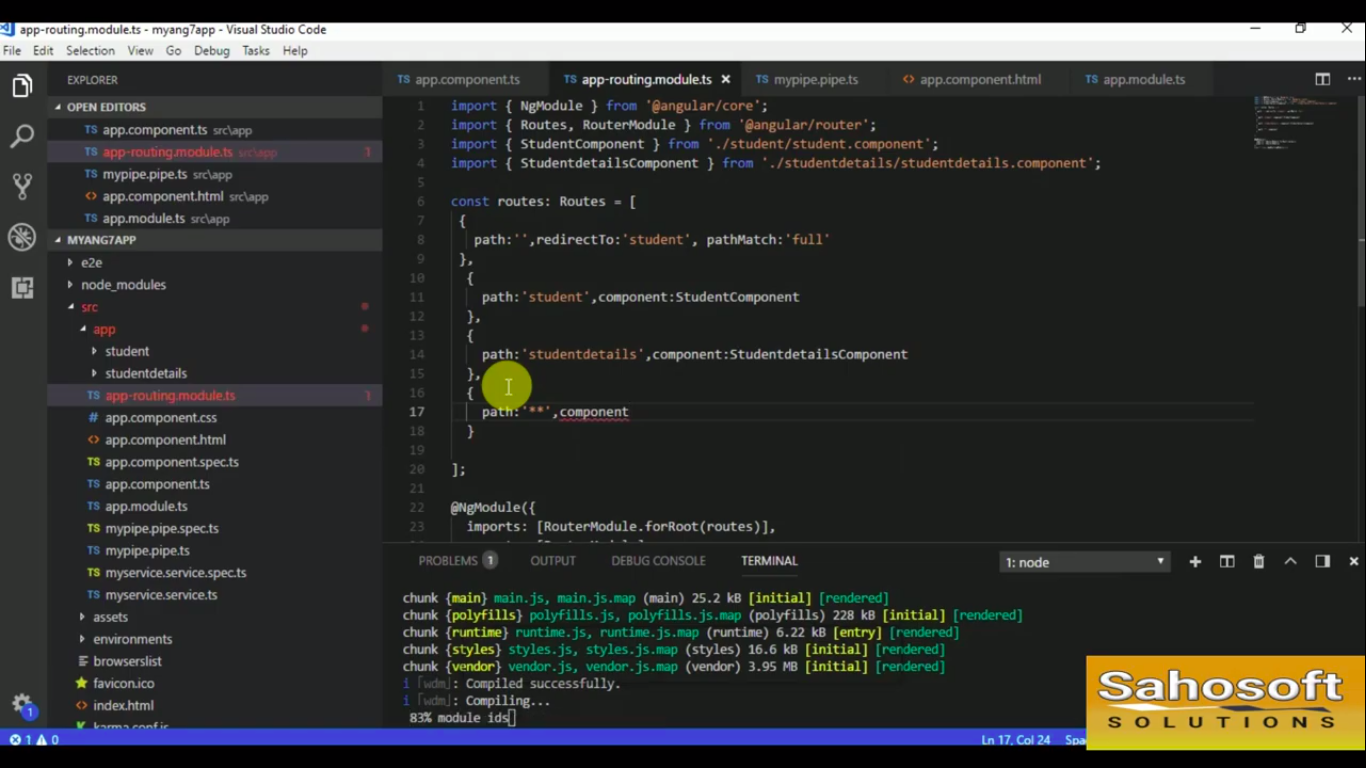 app-routing.module.ts - myang7app - Visual Studio Code
File Edit Selection View Go Debug Tasks Help
EXPLORER
OPEN EDITORS
TS app.component.ts src\app
TS app-routing.module.ts src\app 1
TS mypipe.pipe.ts src\app
<> app.component.html src\app
TS app.module.ts src\app
MYANG7APP
e2e
node_modules
src
app
student
studentdetails
TS app-routing.module.ts 1
# app.component.css
<> app.component.html
TS app.component.spec.ts
TS app.component.ts
TS app.module.ts
TS mypipe.pipe.spec.ts
TS mypipe.pipe.ts
TS myservice.service.spec.ts
TS myservice.service.ts
assets
environments
browserslist
favicon.ico
<> index.html
karma.conf.js
TS app.component.ts TS app-routing.module.ts × TS mypipe.pipe.ts <> app.component.html TS app.module.ts
1 import { NgModule } from '@angular/core';
2 import { Routes, RouterModule } from '@angular/router';
3 import { StudentComponent } from './student/student.component';
4 import { StudentdetailsComponent } from './studentdetails/studentdetails.component';
5
6 const routes: Routes = [
7 {
8 path:'',redirectTo:'student', pathMatch:'full'
9 },
10 {
11 path:'student',component:StudentComponent
12 },
13 {
14 path:'studentdetails',component:StudentdetailsComponent
15 },
16 {
17 path:'**',component
18 }
19
20 ];
21
22 @NgModule({
23 imports: [RouterModule.forRoot(routes)],
PROBLEMS 1 OUTPUT DEBUG CONSOLE TERMINAL 1: node
chunk {main} main.js, main.js.map (main) 25.2 kB [initial] [rendered]
chunk {polyfills} polyfills.js, polyfills.js.map (polyfills) 228 kB [initial] [rendered]
chunk {runtime} runtime.js, runtime.js.map (runtime) 6.22 kB [entry] [rendered]
chunk {styles} styles.js, styles.js.map (styles) 16.6 kB [initial] [rendered]
chunk {vendor} vendor.js, vendor.js.map (vendor) 3.95 MB [initial] [rendered]
i ｢wdm｣: Compiled successfully.
i ｢wdm｣: Compiling...
83% module ids
1
1 0 Ln 17, Col 24 Spa
Sahosoft
SOLUTIONS